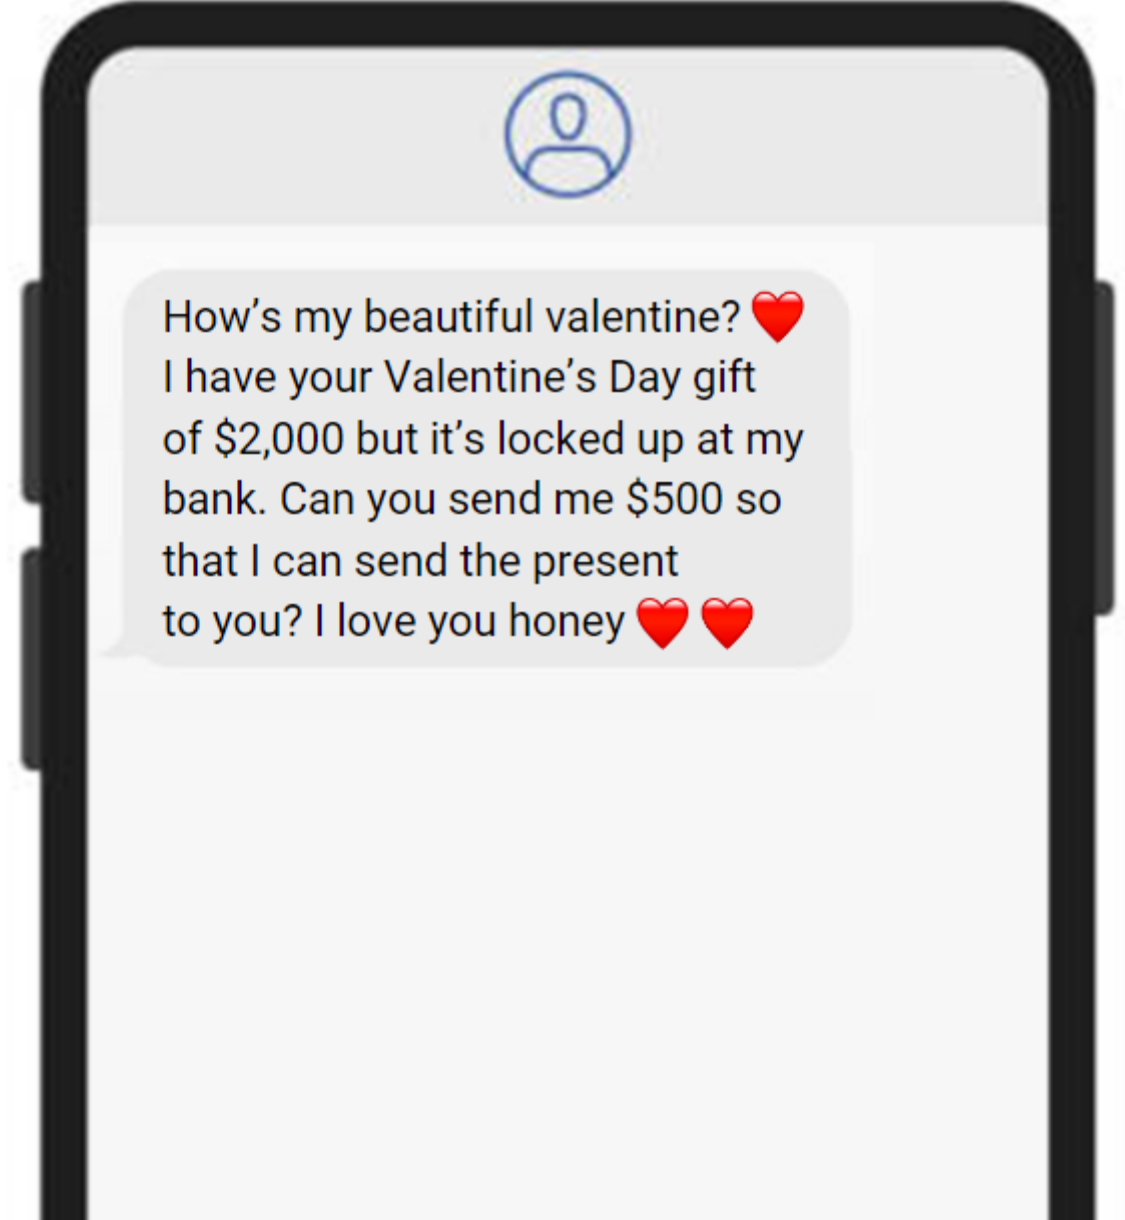 How’s my beautiful valentine? ❤️
I have your Valentine’s Day gift
of $2,000 but it’s locked up at my
bank. Can you send me $500 so
that I can send the present
to you? I love you honey ❤️ ❤️